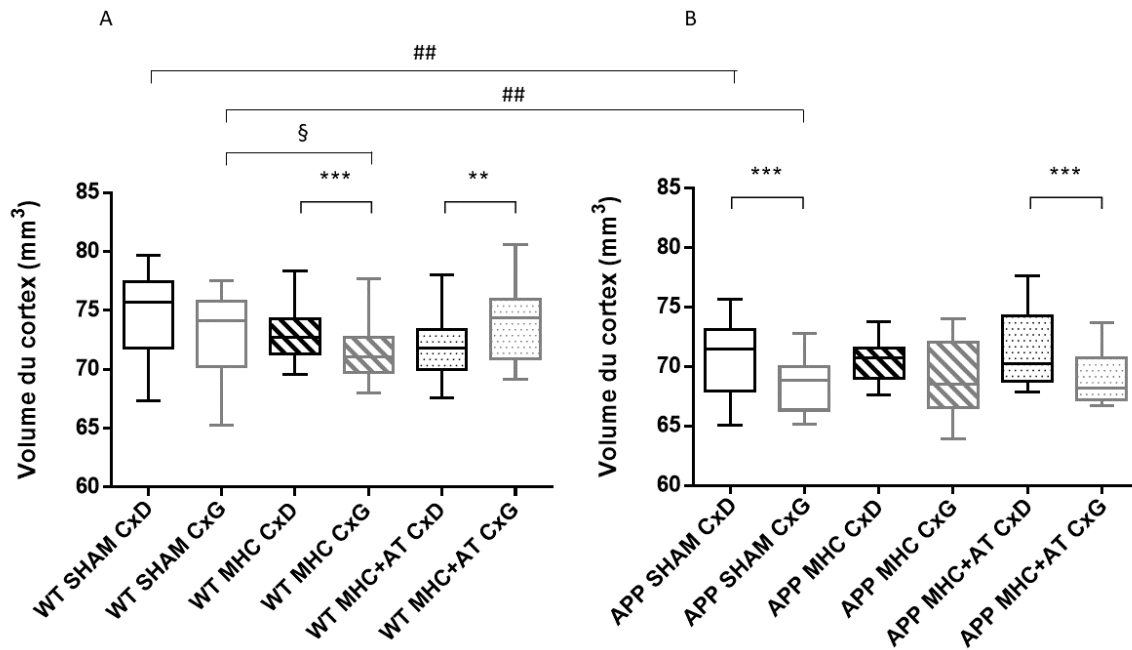 A
B
##
##
§
***
**
***
***
Volume du cortex (mm³)
85
80
75
70
65
60
WT SHAM CxD
WT SHAM CxG
WT MHC CxD
WT MHC CxG
WT MHC+AT CxD
WT MHC+AT CxG
Volume du cortex (mm³)
85
80
75
70
65
60
APP SHAM CxD
APP SHAM CxG
APP MHC CxD
APP MHC CxG
APP MHC+AT CxD
APP MHC+AT CxG